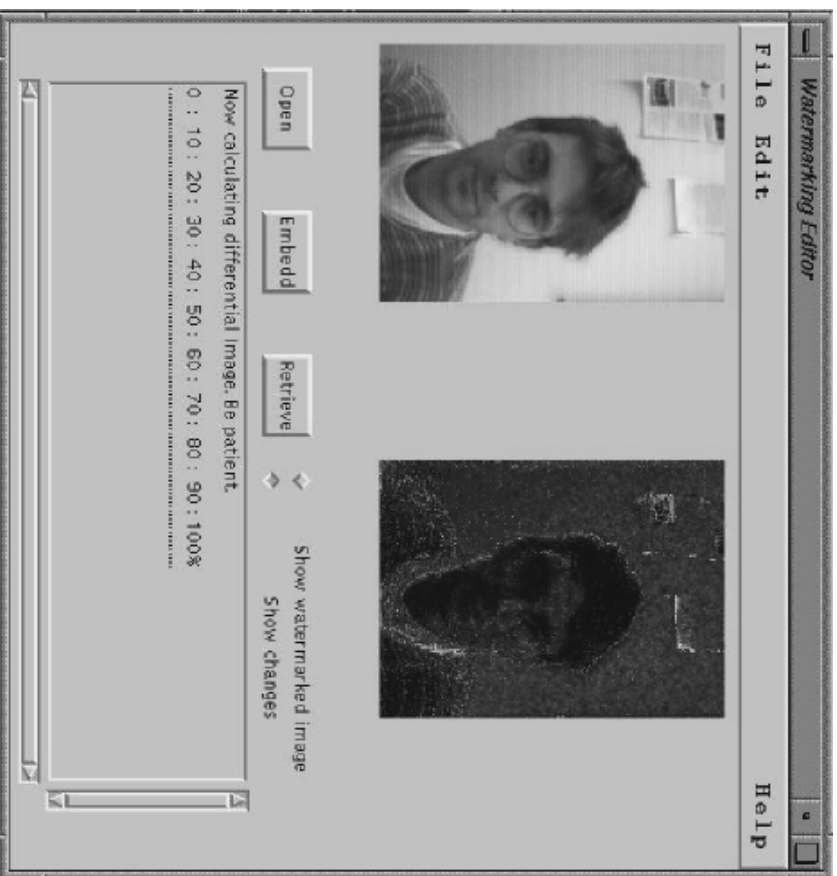 Watermarking Editor
File Edit Help
Open Embedd Retrieve
Show watermarked image
Show changes
Now calculating differential image. Be patient.
0 : 10 : 20 : 30 : 40 : 50 : 60 : 70 : 80 : 90 : 100%